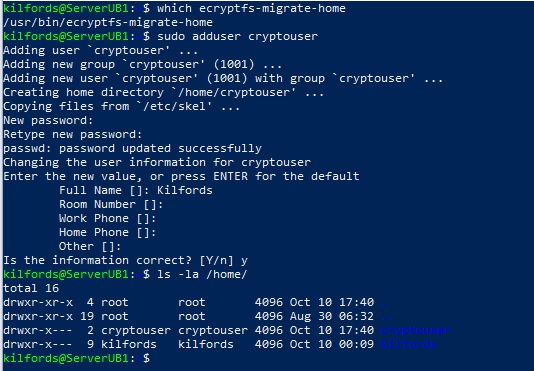 kilfords@ServerUB1: $ which ecryptfs-migrate-home
/usr/bin/ecryptfs-migrate-home
kilfords@ServerUB1: $ sudo adduser cryptouser
Adding user `cryptouser' ...
Adding new group `cryptouser' (1001) ...
Adding new user `cryptouser' (1001) with group `cryptouser' ...
Creating home directory `/home/cryptouser' ...
Copying files from `/etc/skel' ...
New password:
Retype new password:
passwd: password updated successfully
Changing the user information for cryptouser
Enter the new value, or press ENTER for the default
Full Name []: Kilfords
Room Number []:
Work Phone []:
Home Phone []:
Other []:
Is the information correct? [Y/n] y
kilfords@ServerUB1: $ ls -la /home/
total 16
drwxr-xr-x 4 root root 4096 Oct 10 17:40 .
drwxr-xr-x 19 root root 4096 Aug 30 06:32 ..
drwxr-x--- 2 cryptouser cryptouser 4096 Oct 10 17:40 cryptouser
drwxr-x--- 9 kilfords kilfords 4096 Oct 10 00:09 kilfords
kilfords@ServerUB1: $